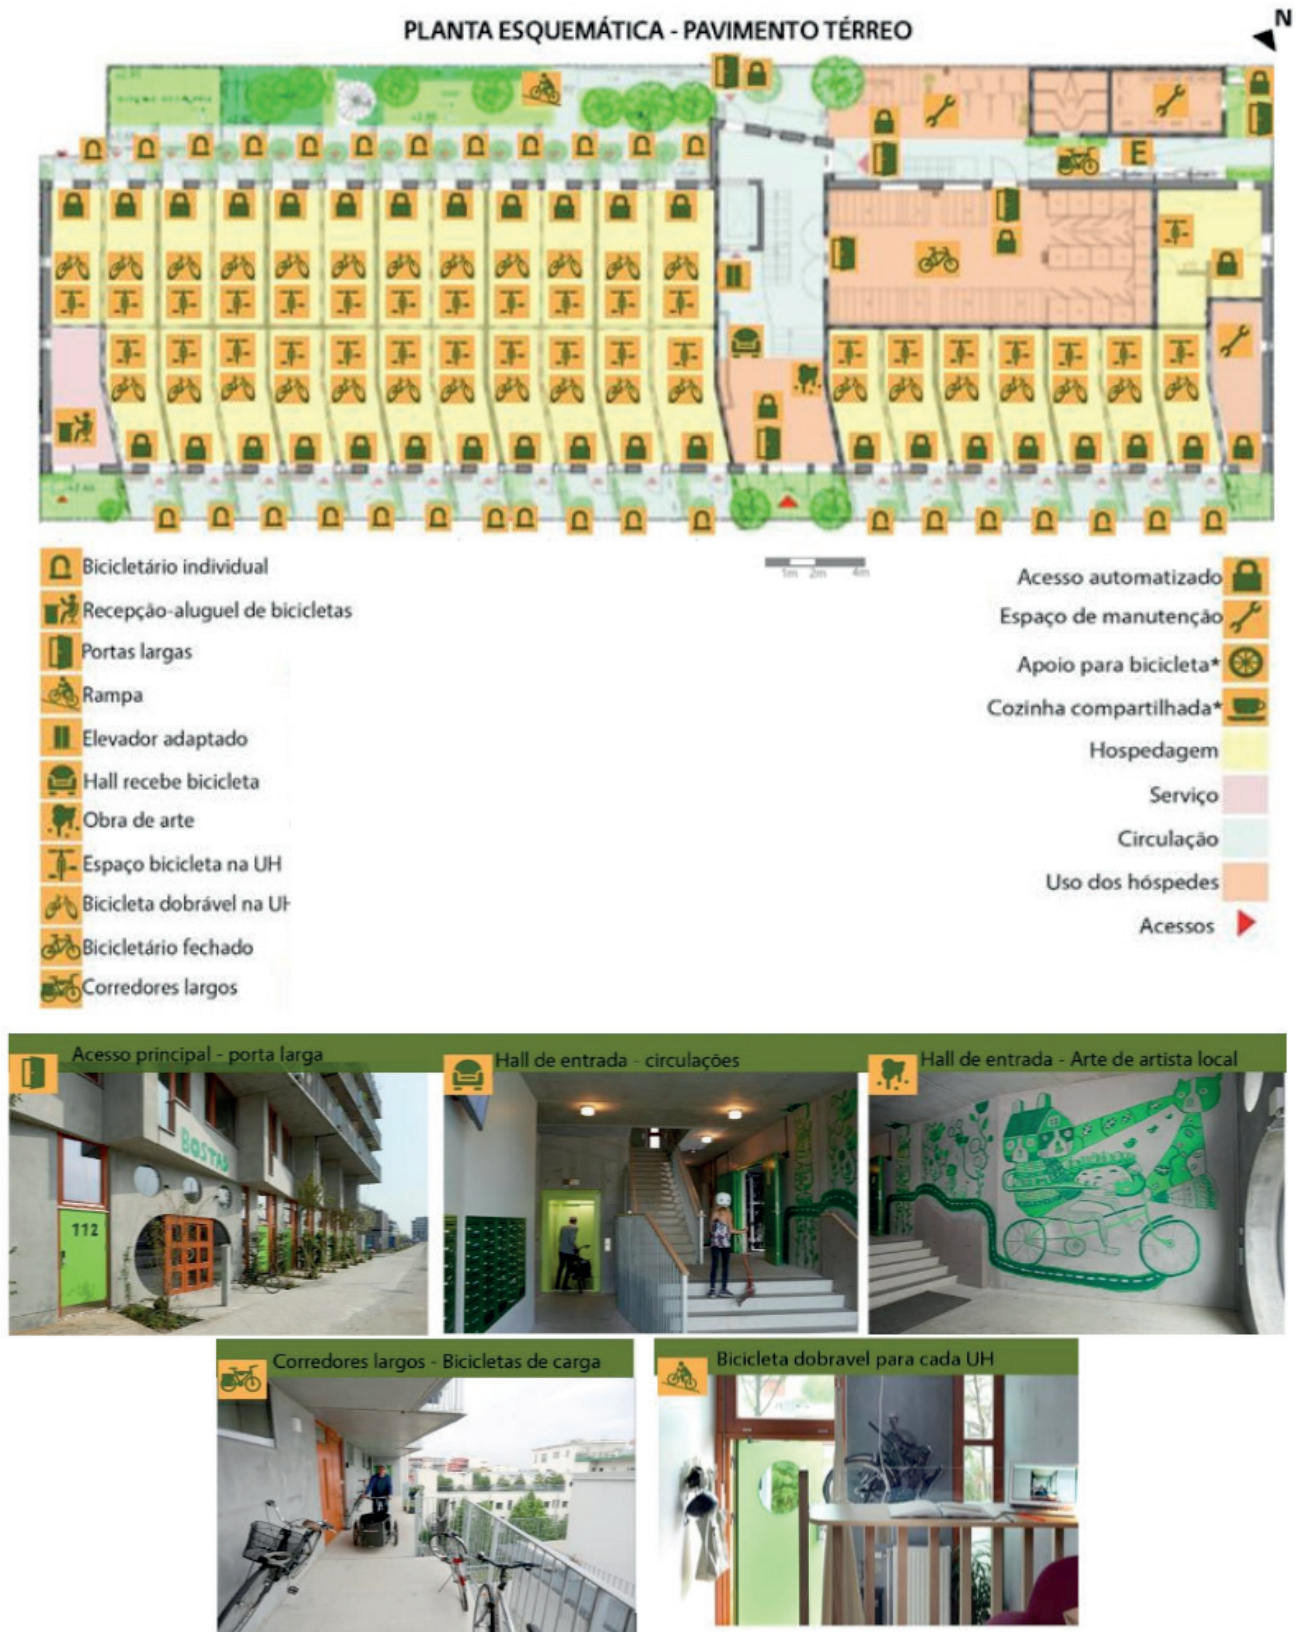 PLANTA ESQUEMÁTICA - PAVIMENTO TÉRREO
N
E
1m 2m 4m
Bicicletário individual
Recepção-aluguel de bicicletas
Portas largas
Rampa
Elevador adaptado
Hall recebe bicicleta
Obra de arte
Espaço bicicleta na UH
Bicicleta dobrável na UH
Bicicletário fechado
Corredores largos
Acesso automatizado
Espaço de manutenção
Apoio para bicicleta*
Cozinha compartilhada*
Hospedagem
Serviço
Circulação
Uso dos hóspedes
Acessos
Acesso principal - porta larga
Hall de entrada - circulações
Hall de entrada - Arte de artista local
BOSTAD
112
Corredores largos - Bicicletas de carga
Bicicleta dobravel para cada UH